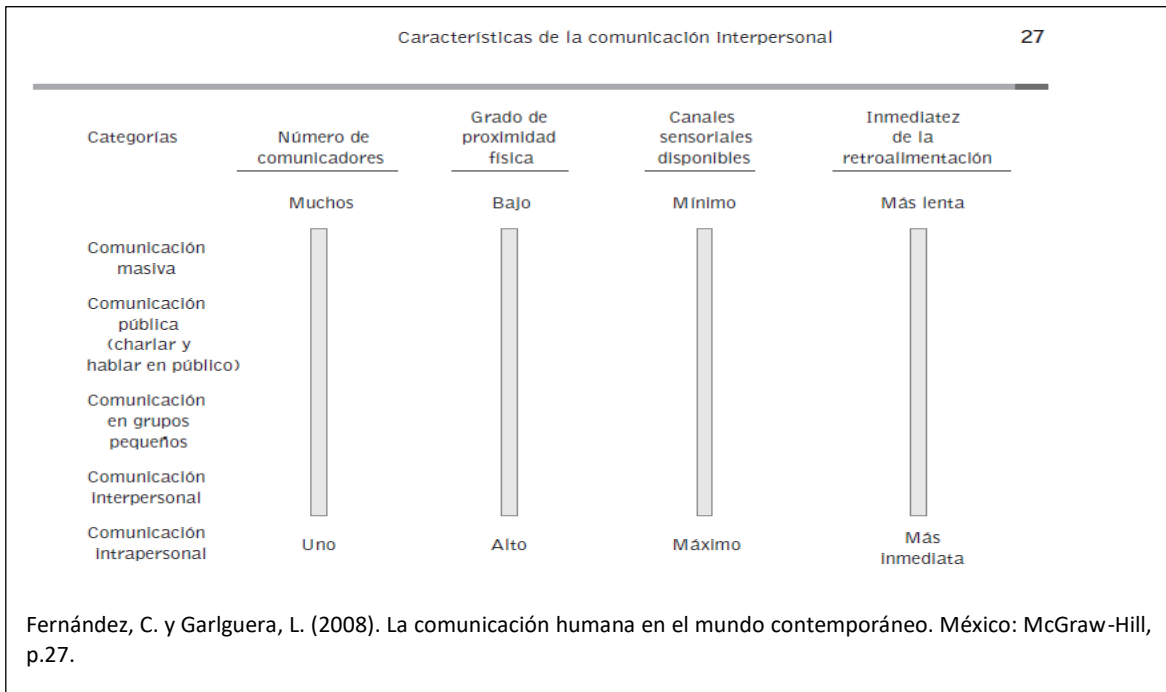 Características de la comunicación interpersonal 27
Categorías
Número de
comunicadores
Grado de
proximidad
física
Canales
sensoriales
disponibles
Inmediatez
de la
retroalimentación
Muchos Bajo Mínimo Más lenta
Comunicación
masiva
Comunicación
pública
(charlar y
hablar en público)
Comunicación
en grupos
pequeños
Comunicación
interpersonal
Comunicación
intrapersonal
Uno Alto Máximo Más
inmediata
Fernández, C. y Garlguera, L. (2008). La comunicación humana en el mundo contemporáneo. México: McGraw-Hill,
p.27.